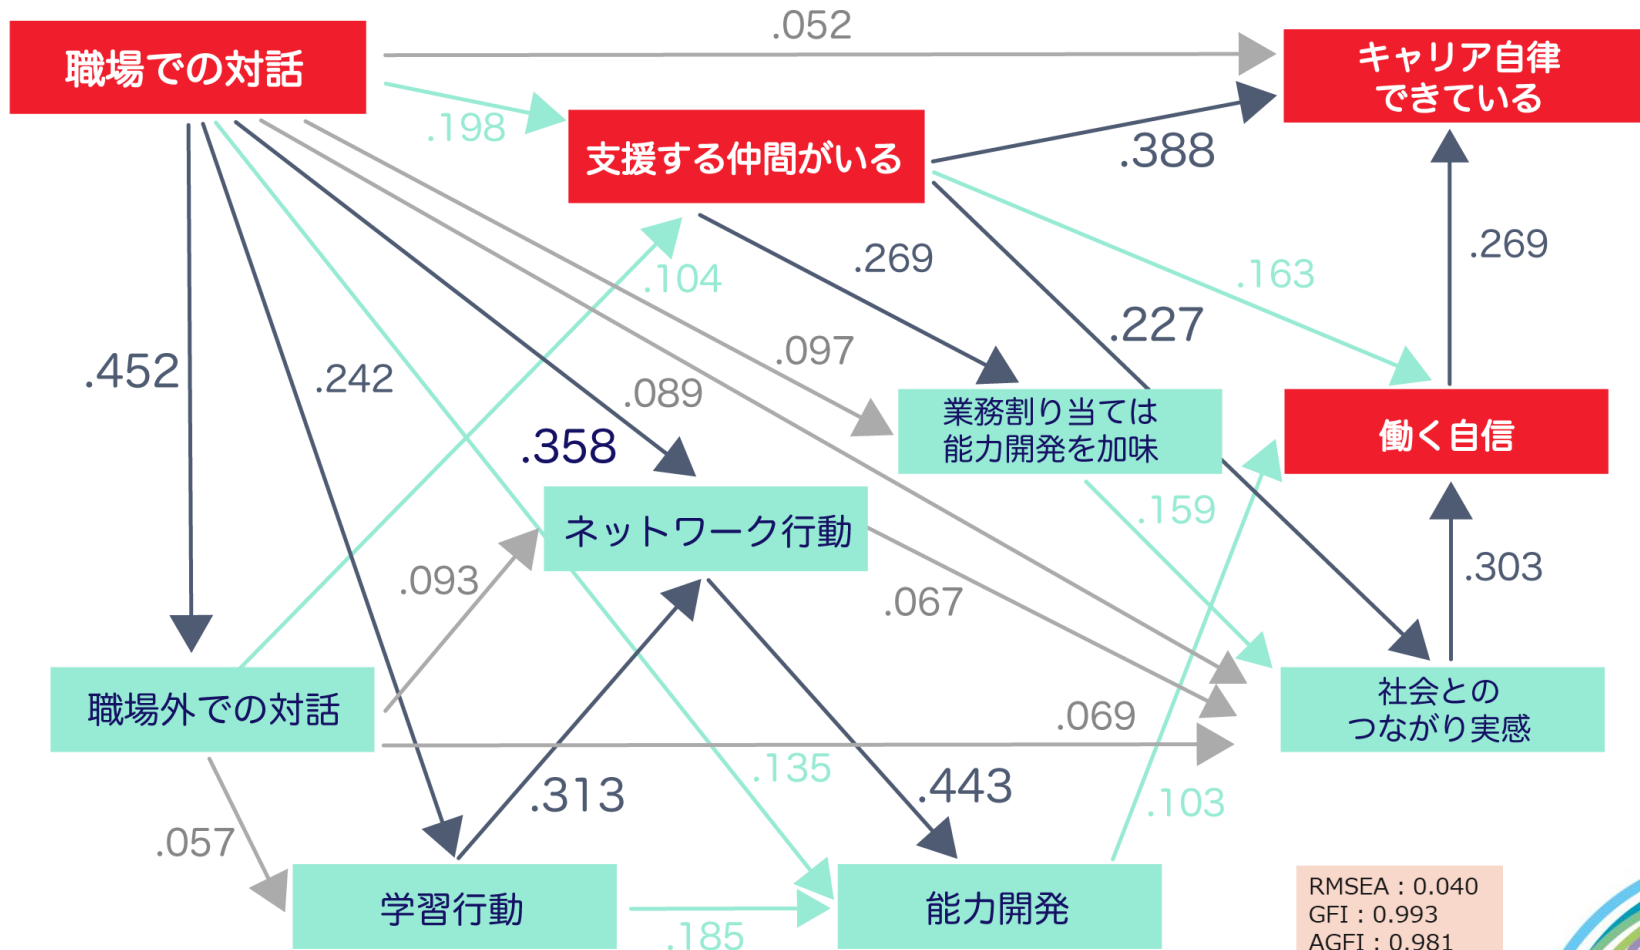 .052
職場での対話
キャリア自律
できている
.198
支援する仲間がいる
.388
.269
.104
.269
.163
.227
.097
.452
.242
.089
業務割り当ては
能力開発を加味
働く自信
.358
.159
ネットワーク行動
.093
.303
.067
職場外での対話
社会との
つながり実感
.069
.135
.313
.443
.103
.057
学習行動
能力開発
.185
RMSEA：0.040
GFI：0.993
AGFI：0.981